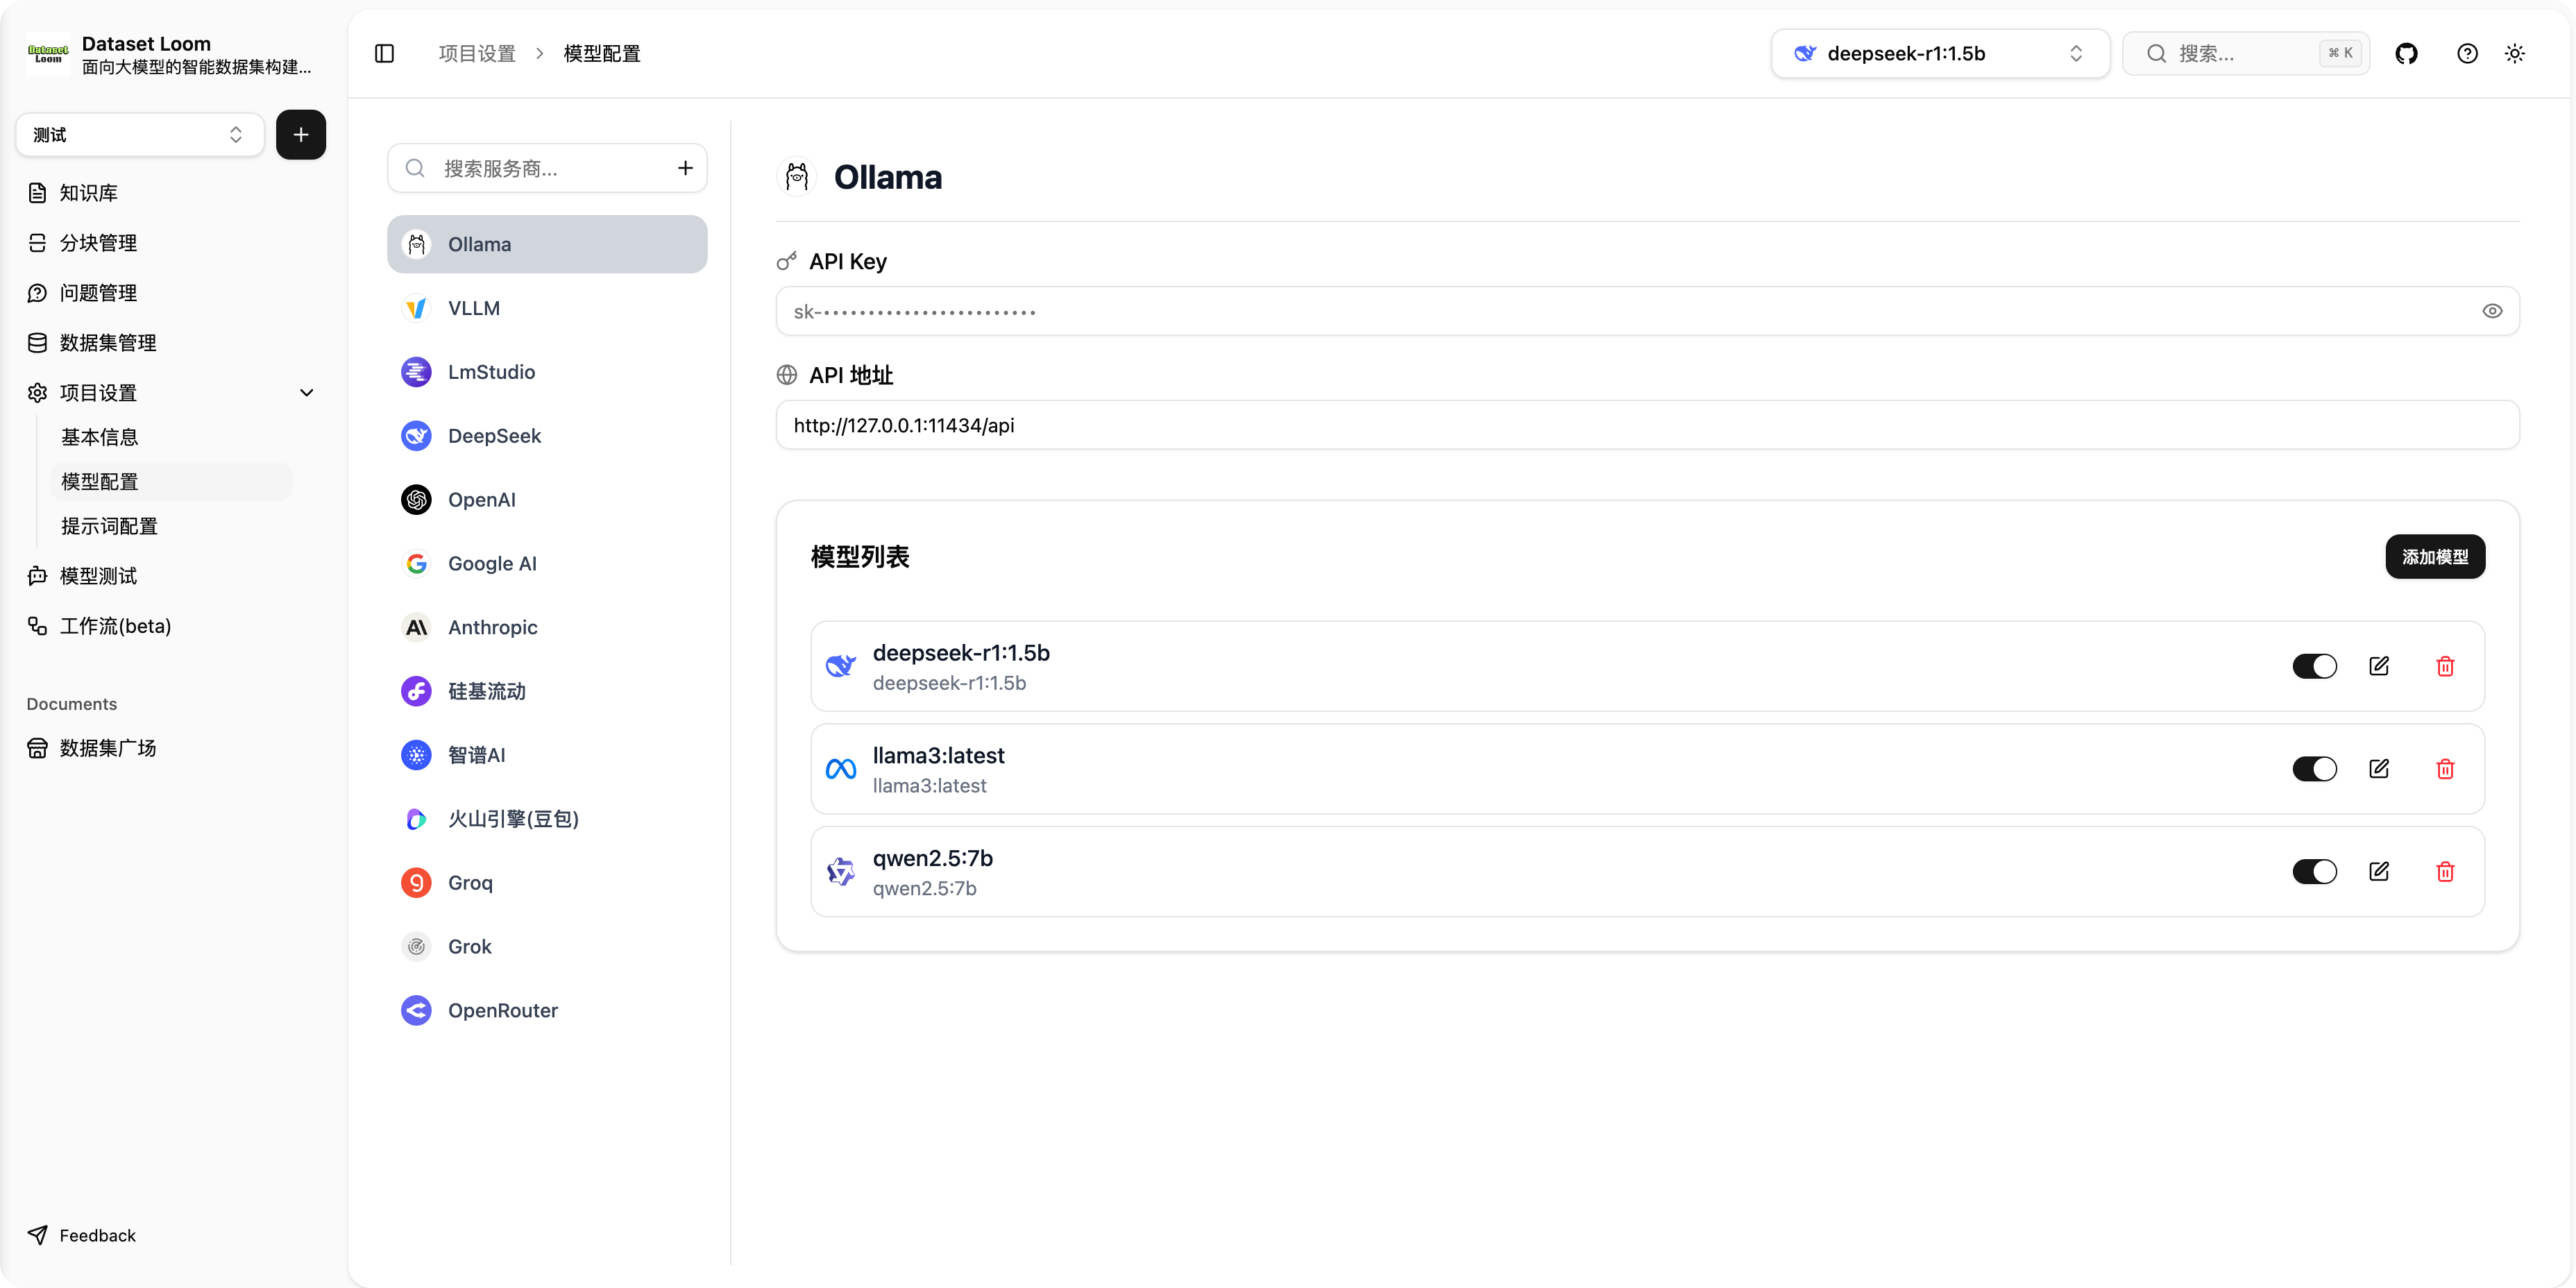 Dataset Loom
Dataset Loom
面向大模型的智能数据集构建...
测试
知识库
分块管理
问题管理
数据集管理
项目设置
基本信息
模型配置
提示词配置
模型测试
工作流(beta)
Documents
数据集广场
Feedback
项目设置 > 模型配置
deepseek-r1:1.5b
搜索...
⌘ K
搜索服务商...
Ollama
VLLM
LmStudio
DeepSeek
OpenAI
Google AI
Anthropic
硅基流动
智谱AI
火山引擎(豆包)
Groq
Grok
OpenRouter
Ollama
API Key
sk-························
API 地址
http://127.0.0.1:11434/api
模型列表
添加模型
deepseek-r1:1.5b
deepseek-r1:1.5b
llama3:latest
llama3:latest
qwen2.5:7b
qwen2.5:7b